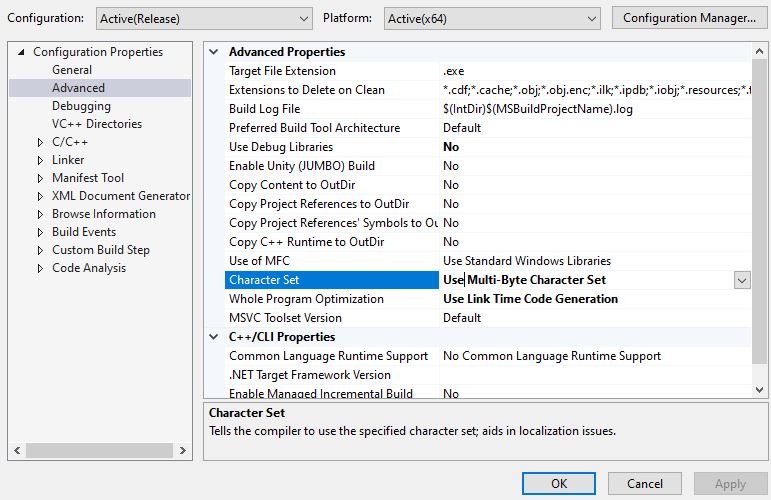 Configuration: Active(Release) Platform: Active(x64) Configuration Manager...
Configuration Properties
General
Advanced
Debugging
VC++ Directories
C/C++
Linker
Manifest Tool
XML Document Generator
Browse Information
Build Events
Custom Build Step
Code Analysis
Advanced Properties
Target File Extension .exe
Extensions to Delete on Clean *.cdf;*.cache;*.obj;*.obj.enc;*.ilk;*.ipdb;*.iobj;*.resources;*.t
Build Log File $(IntDir)$(MSBuildProjectName).log
Preferred Build Tool Architecture Default
Use Debug Libraries No
Enable Unity (JUMBO) Build No
Copy Content to OutDir No
Copy Project References to OutDir No
Copy Project References' Symbols to Ou No
Copy C++ Runtime to OutDir No
Use of MFC Use Standard Windows Libraries
Character Set Use Multi-Byte Character Set
Whole Program Optimization Use Link Time Code Generation
MSVC Toolset Version Default
C++/CLI Properties
Common Language Runtime Support No Common Language Runtime Support
.NET Target Framework Version
Enable Managed Incremental Build No
Character Set
Tells the compiler to use the specified character set; aids in localization issues.
OK Cancel Apply